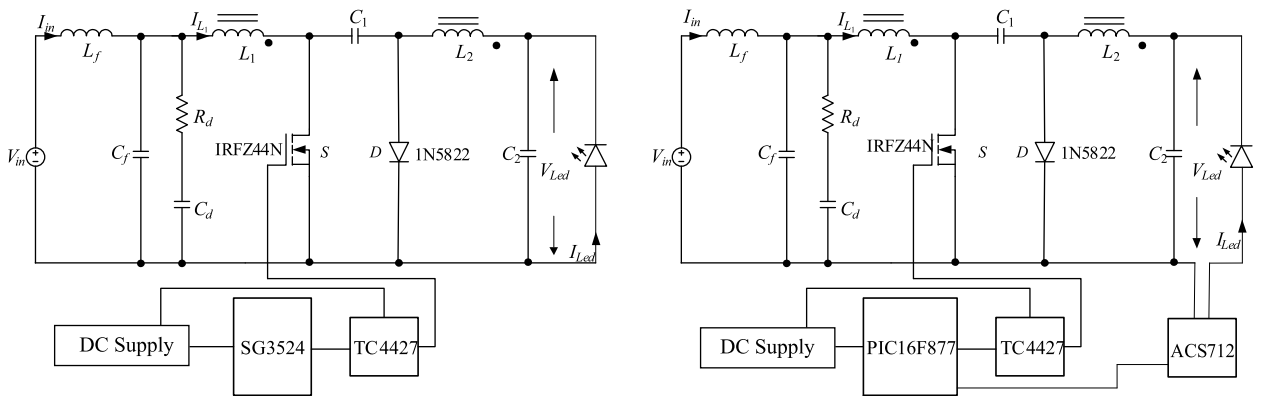 I_in
I_L1
C_1
L_f
L_1
L_2
R_d
IRFZ44N
S
D
1N5822
V_in
C_f
C_2
V_Led
C_d
I_Led
DC Supply
SG3524
TC4427
I_in
I_L1
C_1
L_f
L_1
L_2
R_d
IRFZ44N
S
D
1N5822
V_in
C_f
C_2
V_Led
C_d
I_Led
DC Supply
PIC16F877
TC4427
ACS712